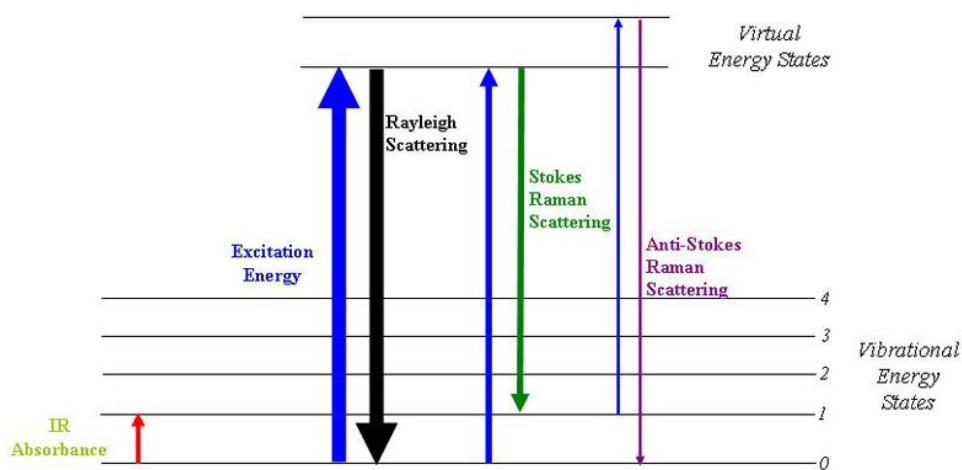 Virtual
Energy States
Rayleigh
Scattering
Stokes
Raman
Scattering
Excitation
Energy
Anti-Stokes
Raman
Scattering
4
3
2
1
0
Vibrational
Energy
States
IR
Absorbance